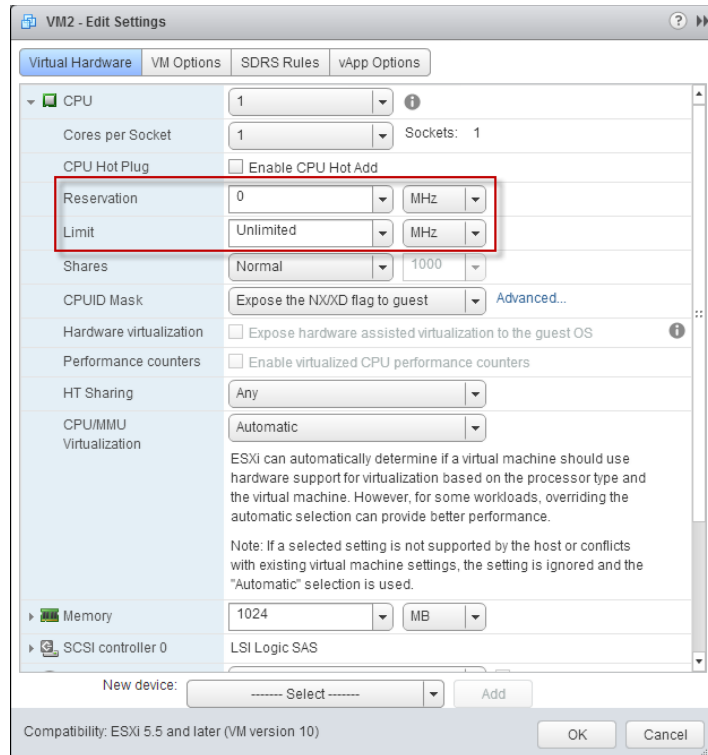 VM2 - Edit Settings
Virtual Hardware VM Options SDRS Rules vApp Options
CPU 1
Cores per Socket 1 Sockets: 1
CPU Hot Plug Enable CPU Hot Add
Reservation 0 MHz
Limit Unlimited MHz
Shares Normal 1000
CPUID Mask Expose the NX/XD flag to guest Advanced...
Hardware virtualization Expose hardware assisted virtualization to the guest OS
Performance counters Enable virtualized CPU performance counters
HT Sharing Any
CPU/MMU Automatic
Virtualization
ESXi can automatically determine if a virtual machine should use
hardware support for virtualization based on the processor type and
the virtual machine. However, for some workloads, overriding the
automatic selection can provide better performance.
Note: If a selected setting is not supported by the host or conflicts
with existing virtual machine settings, the setting is ignored and the
"Automatic" selection is used.
Memory 1024 MB
SCSI controller 0 LSI Logic SAS
New device: ------- Select ------- Add
Compatibility: ESXi 5.5 and later (VM version 10) OK Cancel